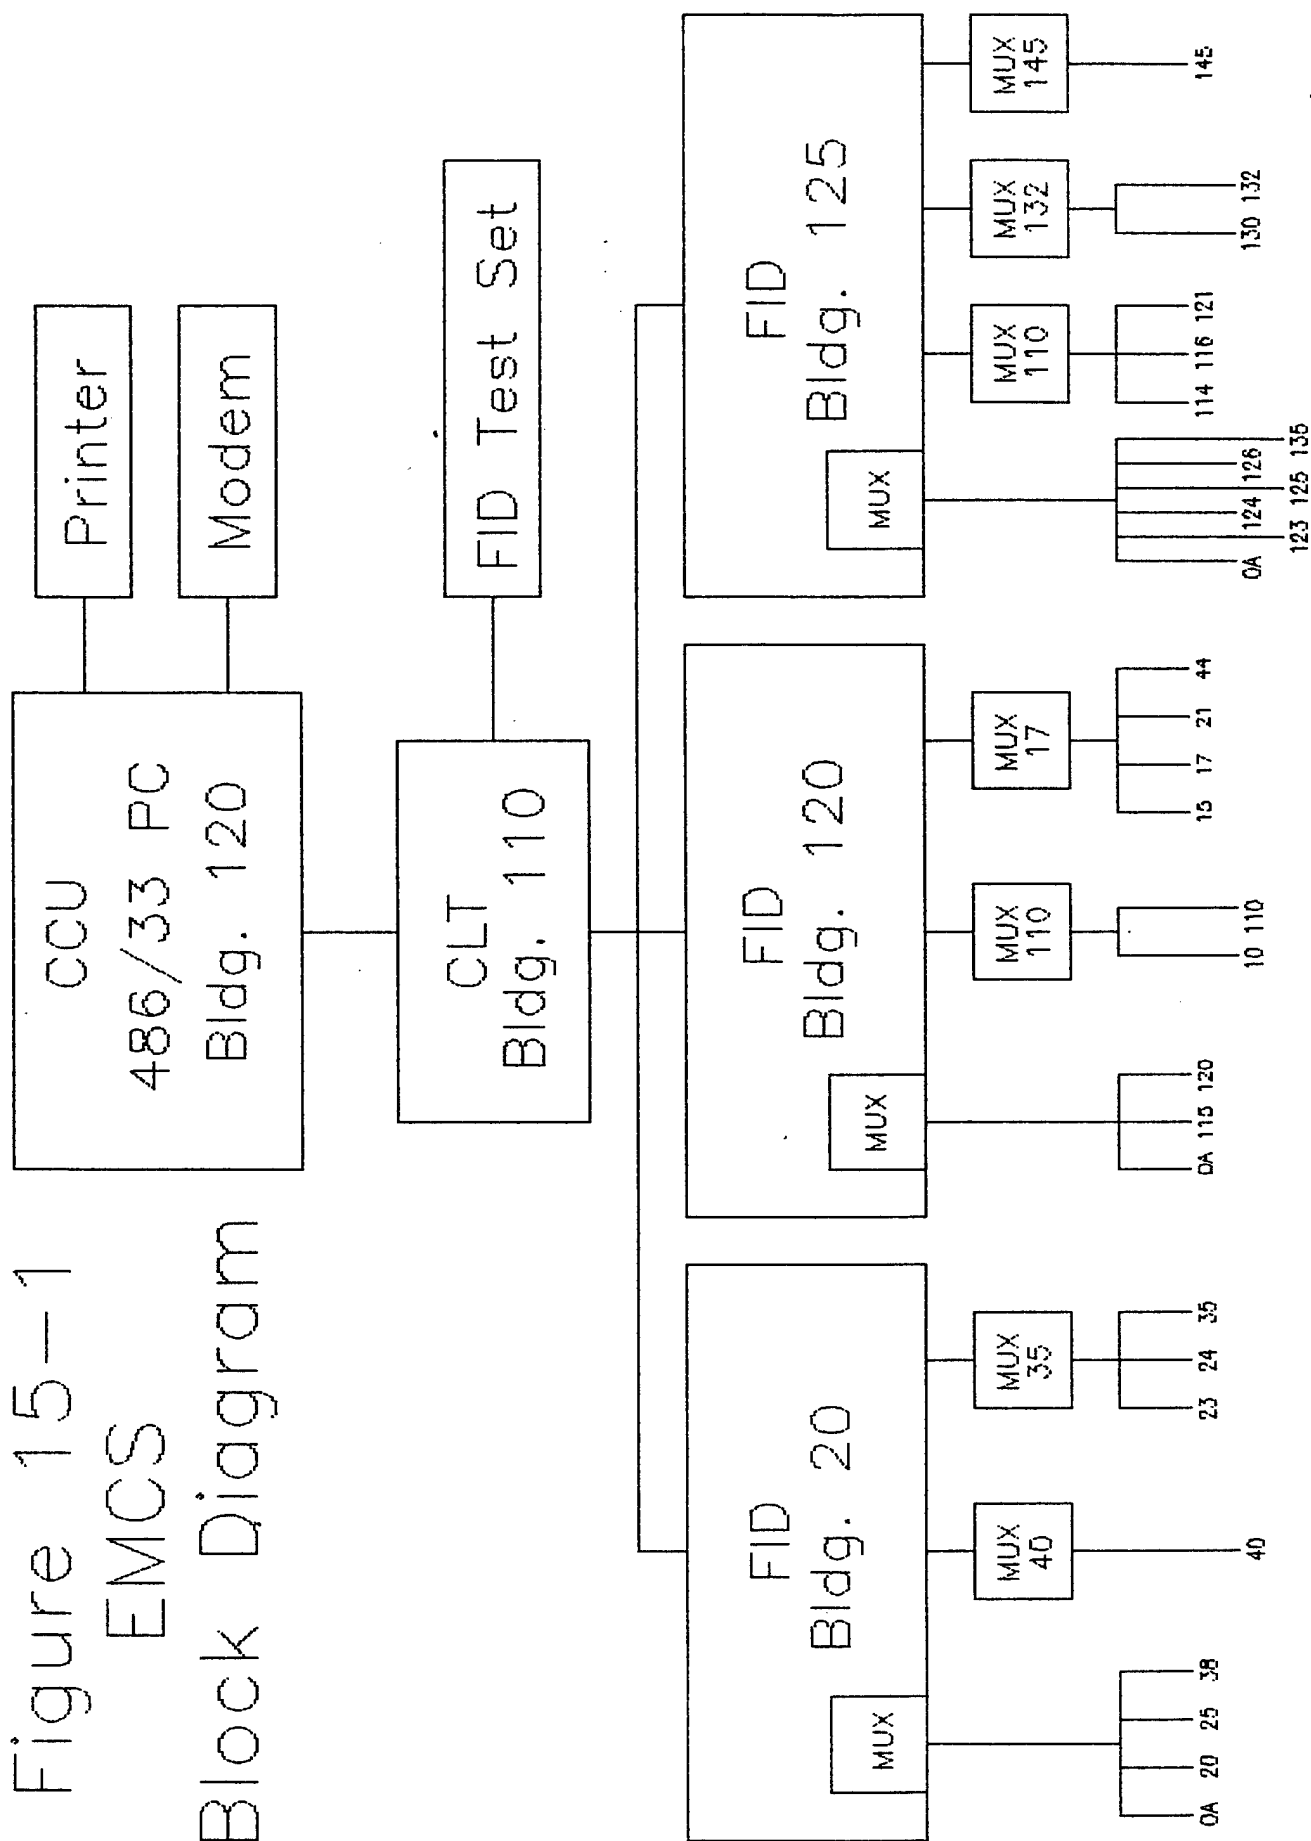 Figure 15-1
EMCS
Block Diagram
CCU
486/33 PC
Bldg. 120
Printer
Modem
CLT
Bldg. 110
FID Test Set
FID
Bldg. 20
MUX
MUX
40
MUX
35
FID
Bldg. 120
MUX
MUX
110
MUX
17
FID
Bldg. 125
MUX
MUX
110
MUX
132
MUX
145
OA 20 25 38
40
23 24 35
OA 115 120
10 110
15 17 21 44
OA 123 124 125 126 135
114 116 121
130 132
145